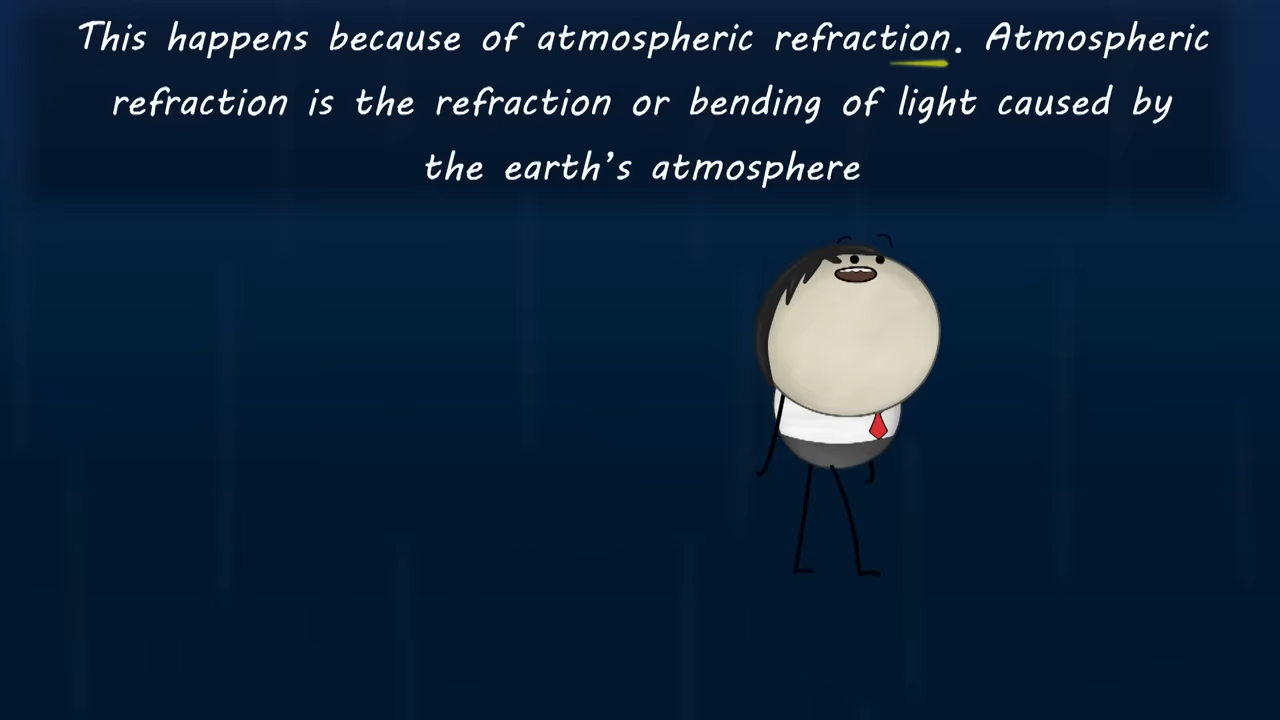 This happens because of atmospheric refraction. Atmospheric
refraction is the refraction or bending of light caused by
the earth's atmosphere